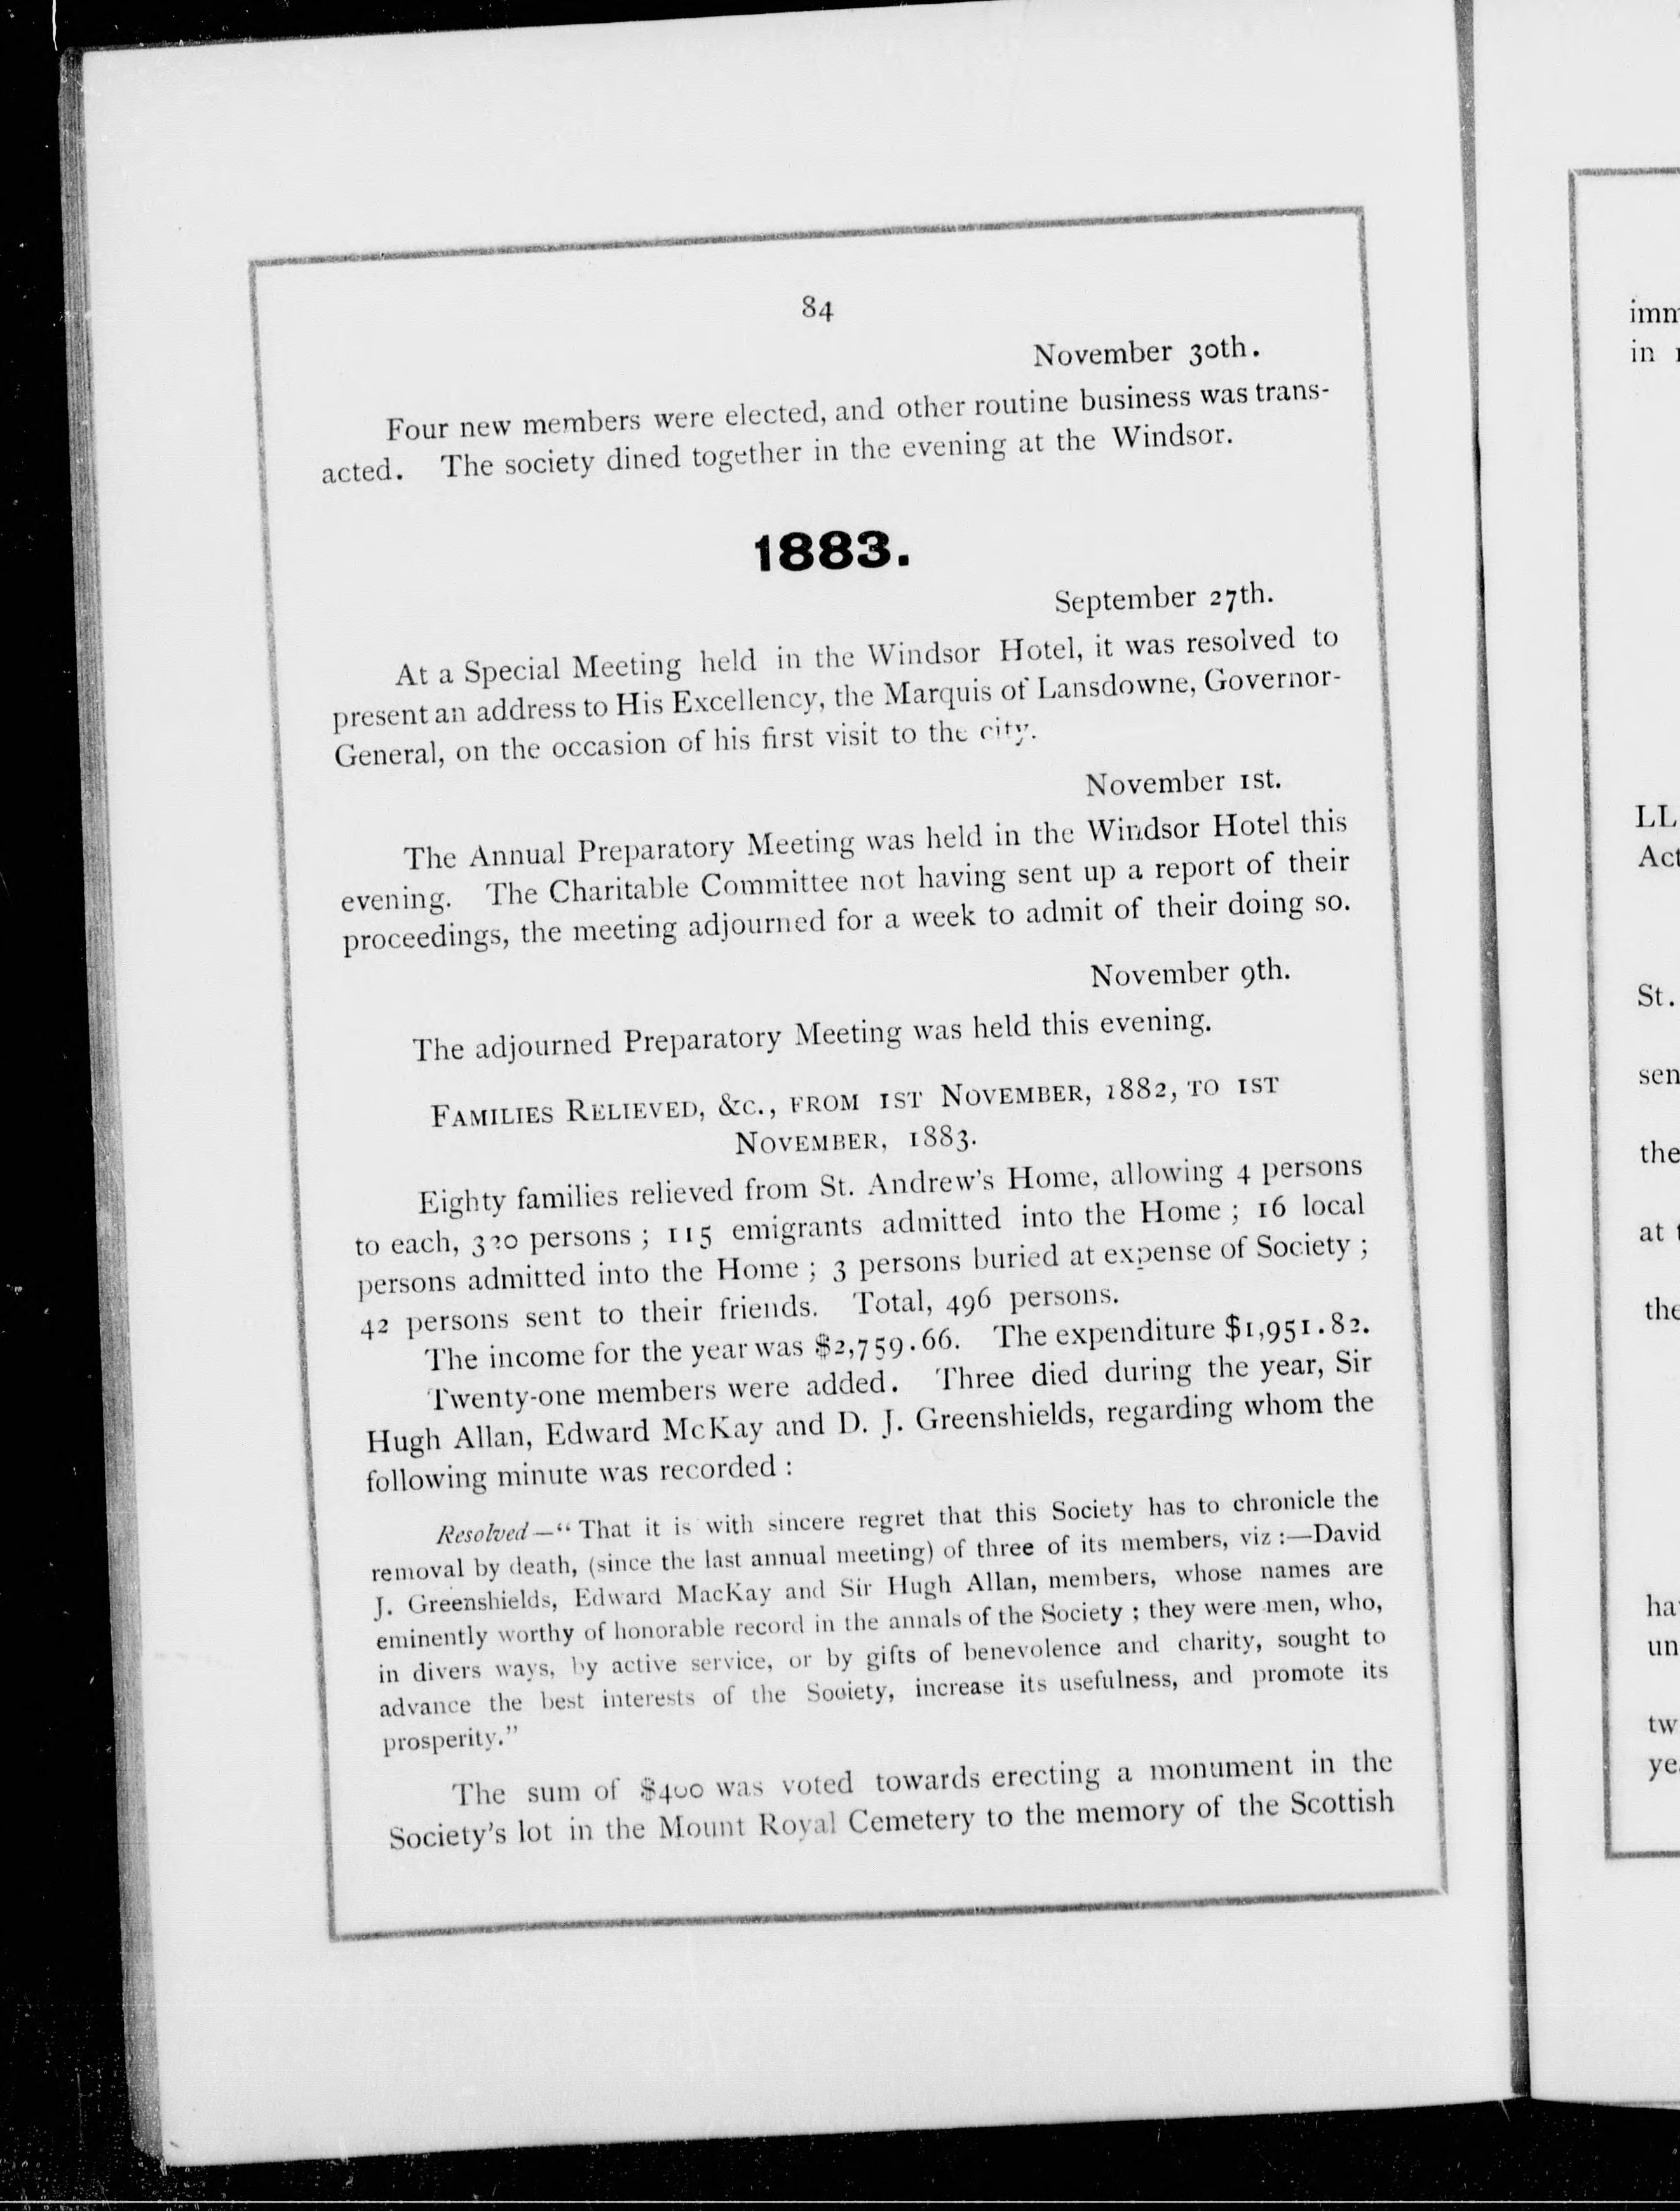 84
November 30th.
Four new members were elected, and other routine business was trans-
acted. The society dined together in the evening at the Windsor.
1883.
September 27th.
At a Special Meeting held in the Windsor Hotel, it was resolved to
present an address to His Excellency, the Marquis of Lansdowne, Governor-
General, on the occasion of his first visit to the city.
November 1st.
The Annual Preparatory Meeting was held in the Windsor Hotel this
evening. The Charitable Committee not having sent up a report of their
proceedings, the meeting adjourned for a week to admit of their doing so.
November 9th.
The adjourned Preparatory Meeting was held this evening.
FAMILIES RELIEVED, &C., FROM 1ST NOVEMBER, 1882, TO 1ST
NOVEMBER, 1883.
Eighty families relieved from St. Andrew's Home, allowing 4 persons
to each, 320 persons ; 115 emigrants admitted into the Home ; 16 local
persons admitted into the Home ; 3 persons buried at expense of Society ;
42 persons sent to their friends. Total, 496 persons.
The income for the year was $2,759.66. The expenditure $1,951.82.
Twenty-one members were added. Three died during the year, Sir
Hugh Allan, Edward McKay and D. J. Greenshields, regarding whom the
following minute was recorded :
Resolved—“ That it is with sincere regret that this Society has to chronicle the
removal by death, (since the last annual meeting) of three of its members, viz :—David
J. Greenshields, Edward MacKay and Sir Hugh Allan, members, whose names are
eminently worthy of honorable record in the annals of the Society ; they were men, who,
in divers ways, by active service, or by gifts of benevolence and charity, sought to
advance the best interests of the Society, increase its usefulness, and promote its
prosperity.”
The sum of $400 was voted towards erecting a monument in the
Society's lot in the Mount Royal Cemetery to the memory of the Scottish
in
LL
St.
the
at